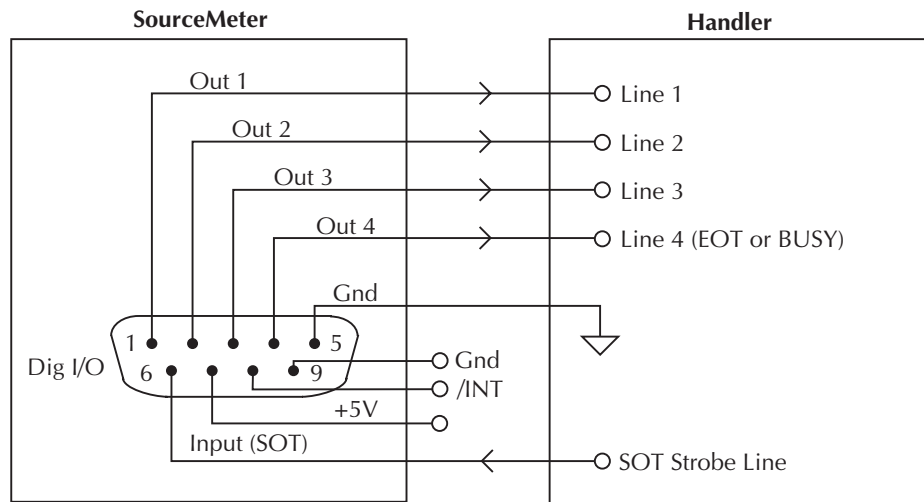 SourceMeter
Handler
Out 1
Line 1
Out 2
Line 2
Out 3
Line 3
Out 4
Line 4 (EOT or BUSY)
Gnd
1
5
Dig I/O
6
9
Gnd
/INT
+5V
Input (SOT)
SOT Strobe Line